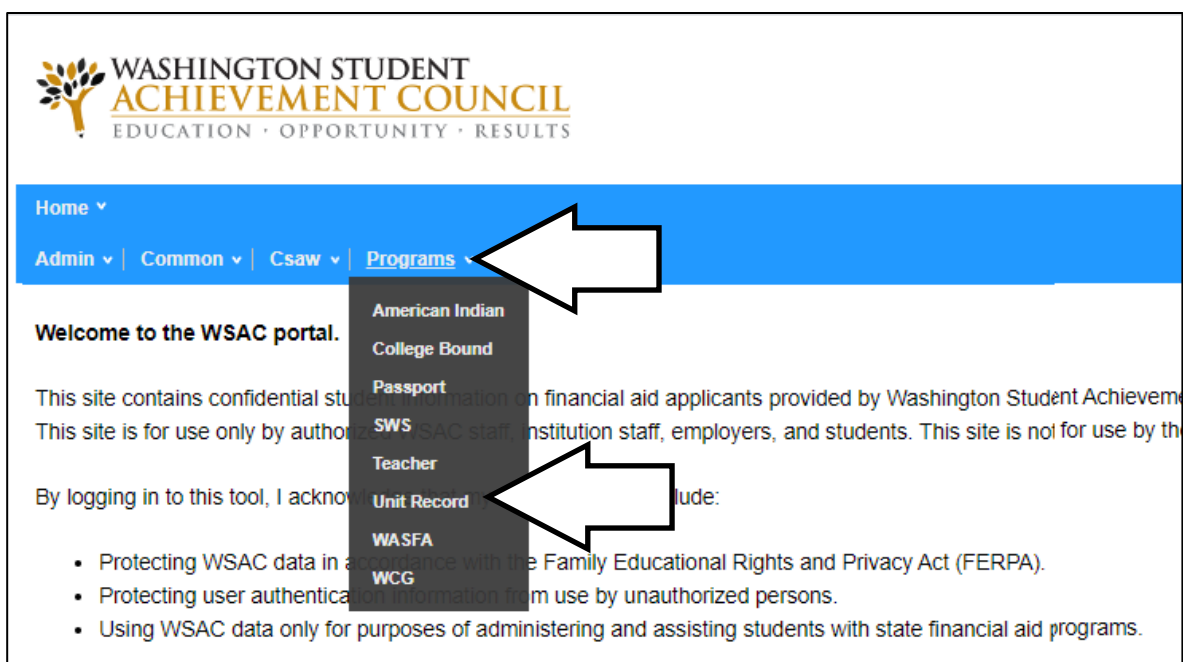 WASHINGTON STUDENT
ACHIEVEMENT COUNCIL
EDUCATION · OPPORTUNITY · RESULTS
Home
Admin | Common | Csaw | Programs
American Indian
College Bound
Passport
SWS
Teacher
Unit Record
WASFA
WCG
Welcome to the WSAC portal.
This site contains confidential student information on financial aid applicants provided by Washington Student Achieveme
This site is for use only by authorized WSAC staff, institution staff, employers, and students. This site is not for use by the
By logging in to this tool, I acknowledge that my lude:
• Protecting WSAC data in accordance with the Family Educational Rights and Privacy Act (FERPA).
• Protecting user authentication information from use by unauthorized persons.
• Using WSAC data only for purposes of administering and assisting students with state financial aid programs.